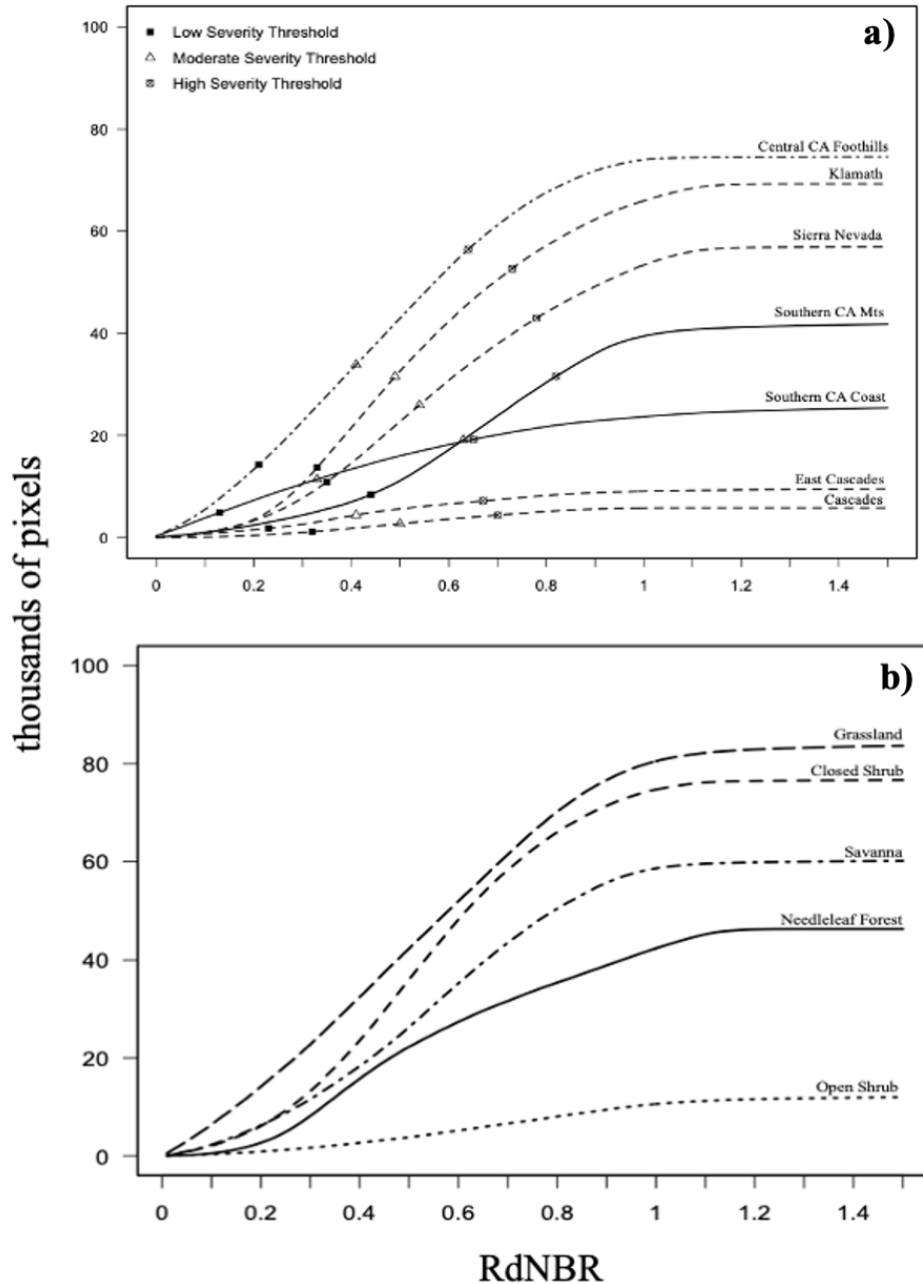 a)
Low Severity Threshold
Moderate Severity Threshold
High Severity Threshold
100
80
60
40
20
0
Central CA Foothills
Klamath
Sierra Nevada
Southern CA Mts
Southern CA Coast
East Cascades
Cascades
0 0.2 0.4 0.6 0.8 1 1.2 1.4
thousands of pixels
b)
100
80
60
40
20
0
Grassland
Closed Shrub
Savanna
Needleleaf Forest
Open Shrub
0 0.2 0.4 0.6 0.8 1 1.2 1.4
RdNBR